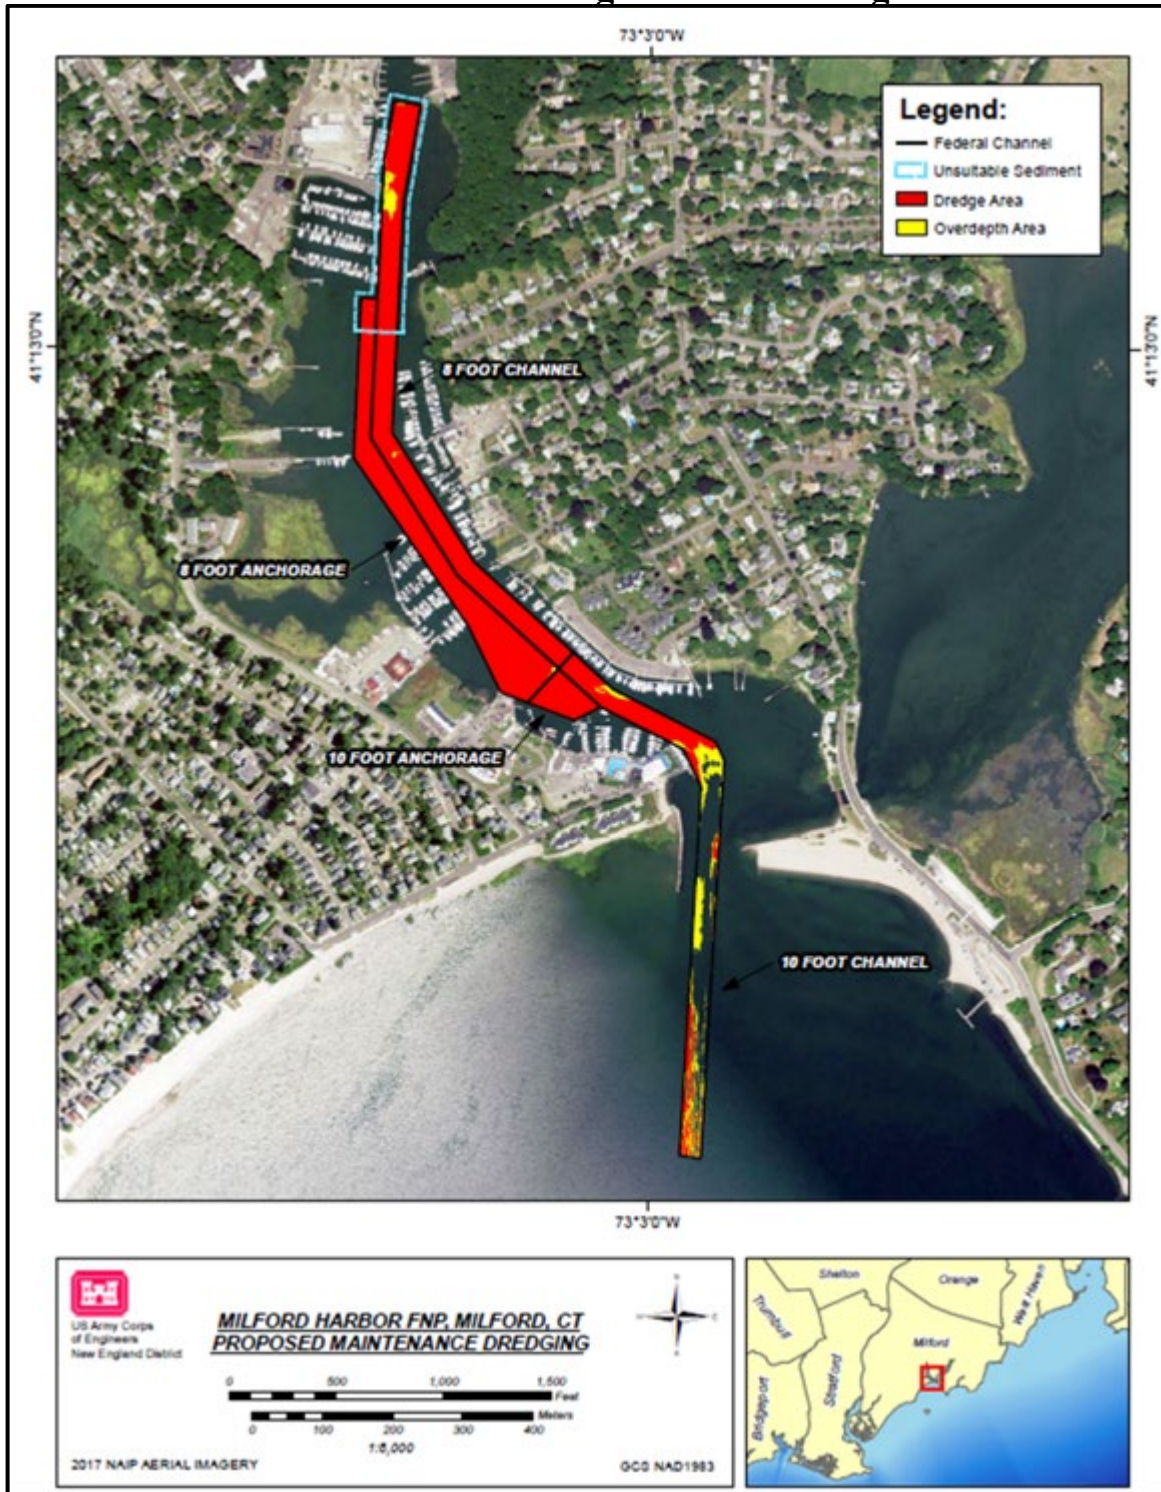 73°3'0"W
Legend:
Federal Channel
Unsuitable Sediment
Dredge Area
Overdepth Area
41°13'0"N
41°13'0"N
8 FOOT CHANNEL
8 FOOT ANCHORAGE
10 FOOT ANCHORAGE
10 FOOT CHANNEL
73°3'0"W
US Army Corps
of Engineers
New England District
MILFORD HARBOR FNP, MILFORD, CT
PROPOSED MAINTENANCE DREDGING
0 500 1,000 1,500
Feet
Meters
0 100 200 300 400
1:6,000
2017 NAIP AERIAL IMAGERY
GCS NAD1983
Shelton
Orange
West Haven
Trumbull
Milford
Stratford
Bridgeport